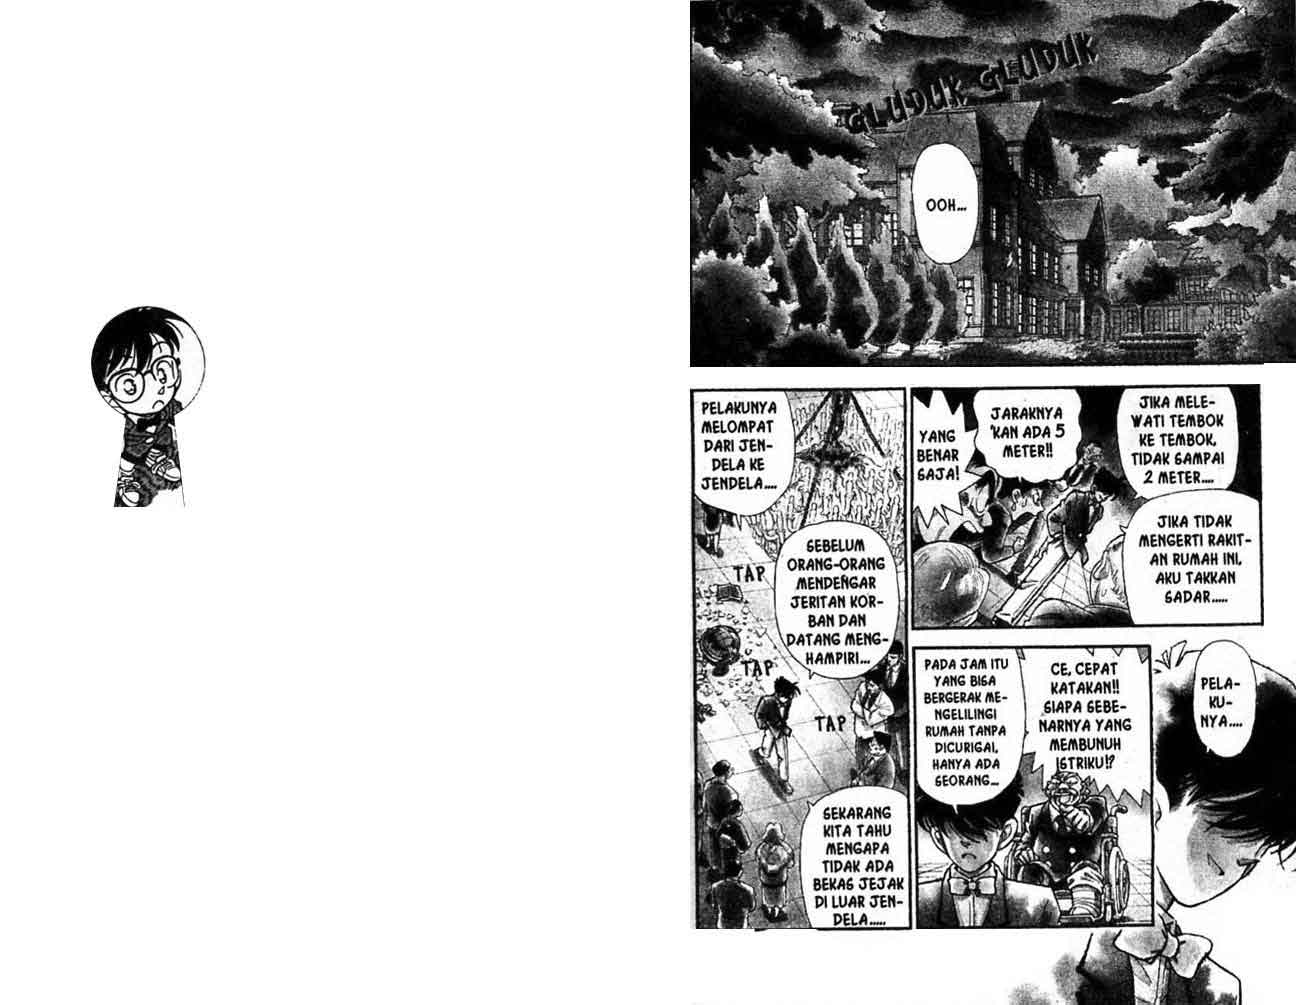 GLUDUK GLUDUK
OOH...
JIKA MELE-
WATI TEMBOK
KE TEMBOK,
TIDAK SAMPAI
2 METER....
JARAKNYA
'KAN ADA 5
METER!!
YANG
BENAR
SAJA!
JIKA TIDAK
MENGERTI RAKIT-
AN RUMAH INI,
AKU TAKKAN
SADAR.....
PELAKUNYA
MELOMPAT
DARI JEN-
DELA KE
JENDELA....
SEBELUM
ORANG-ORANG
MENDENGAR
JERITAN KOR-
BAN DAN
DATANG MENG-
HAMPIRI...
TAP
TAP
TAP
SEKARANG
KITA TAHU
MENGAPA
TIDAK ADA
BEKAS JEJAK
DI LUAR JEN-
DELA.....
PELA-
KU-
NYA....
CE, CEPAT
KATAKAN!!
SIAPA SEBE-
NARNYA YANG
MEMBUNUH
ISTRIKU!?
PADA JAM ITU
YANG BISA
BERGERAK ME-
NGELILINGI
RUMAH TANPA
DICURIGAI,
HANYA ADA
SEORANG...